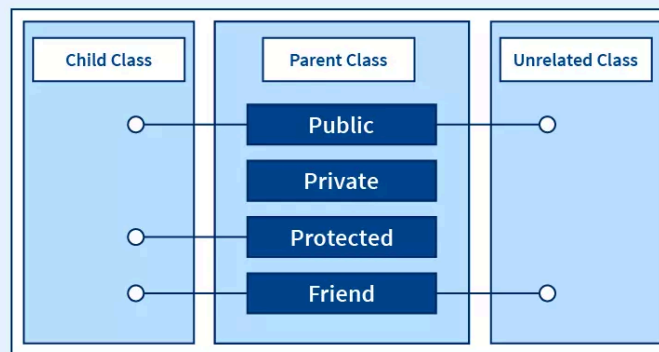 Child Class
Parent Class
Unrelated Class
Public
Private
Protected
Friend